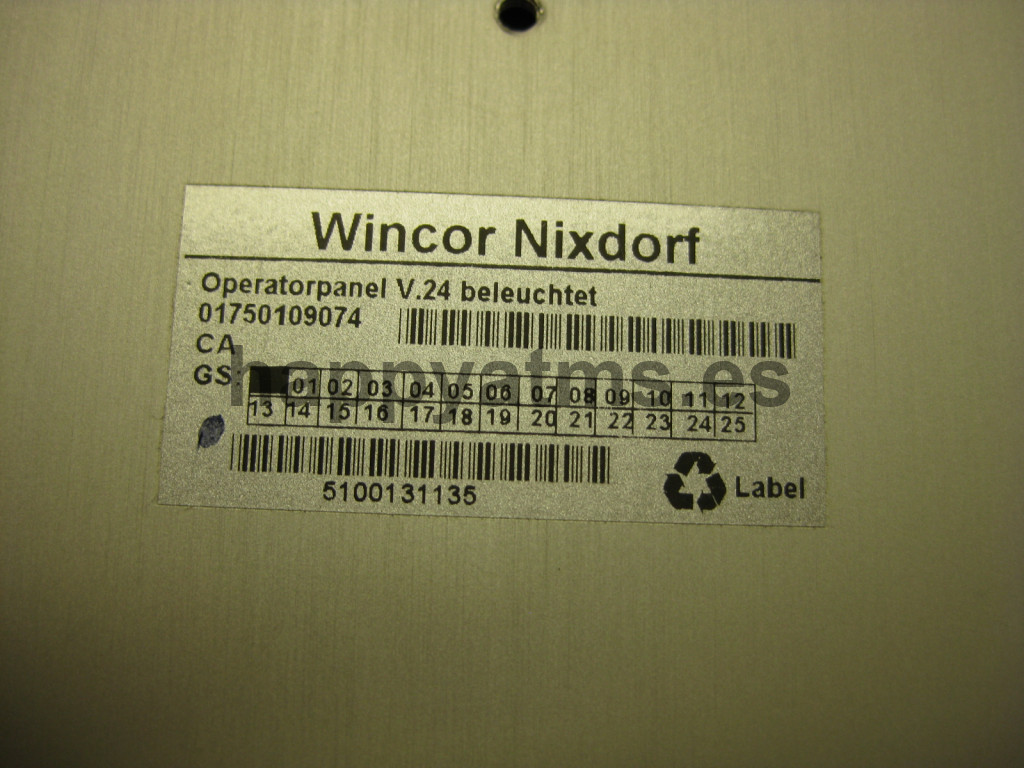 Wincor Nixdorf
Operatorpanel V.24 beleuchtet
01750109074
CA
happyatms.es
GS: 01 02 03 04 05 06 07 08 09 10 11 12
13 14 15 16 17 18 19 20 21 22 23 24 25
5100131135
Label